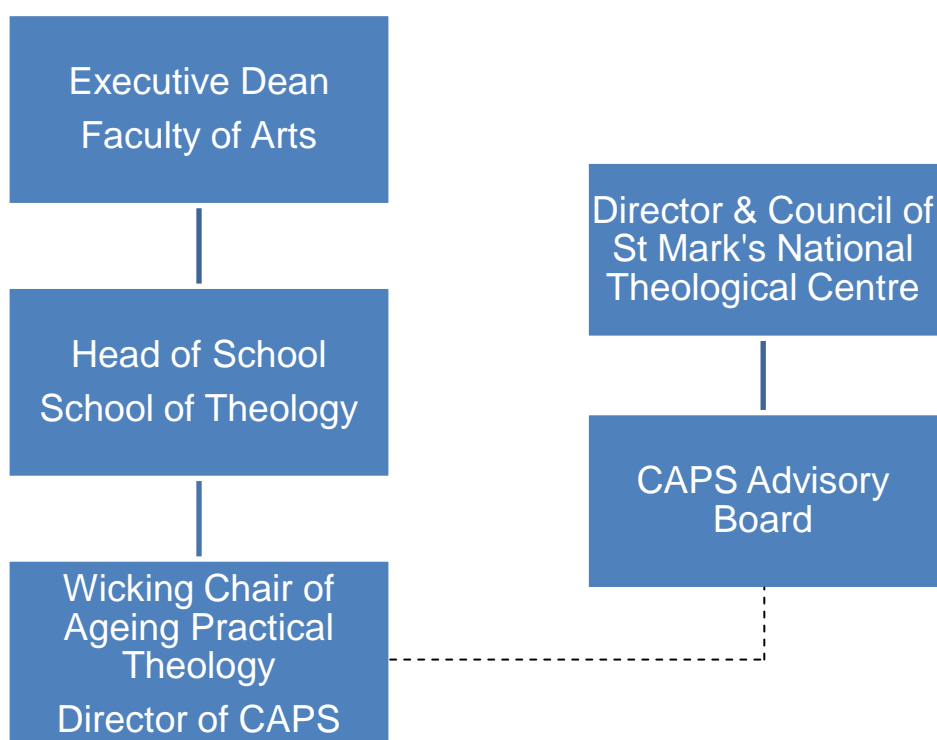 Executive Dean
Faculty of Arts
Head of School
School of Theology
Wicking Chair of
Ageing Practical
Theology
Director of CAPS
Director & Council of
St Mark's National
Theological Centre
CAPS Advisory
Board